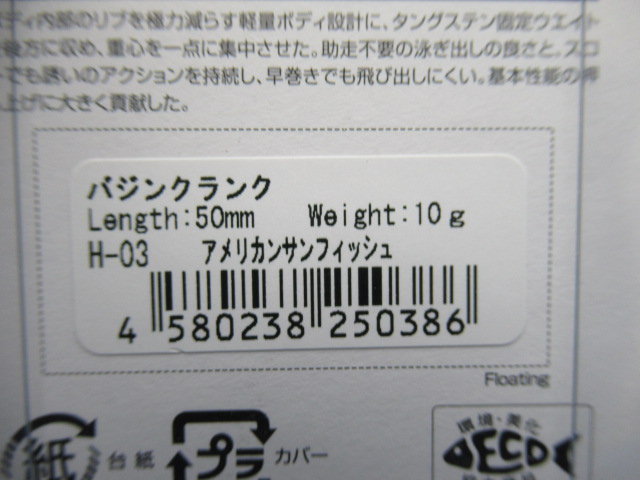 ディ内部のリブを極力減らす軽量ボディ設計に、タングステン固定ウエイト
後方に収め、重心を一点に集中させた。助走不要の泳ぎ出しの良さと、スロ
でも誘いのアクションを持続し、早巻きでも飛び出しにくい。基本性能の押
上げに大きく貢献した。
バジンクランク
Length:50mm Weight:10g
H-03 アメリカンサンフィッシュ
4 580238 250386
Floating
紙 台紙 プラ カバー
環境・美化
ECO